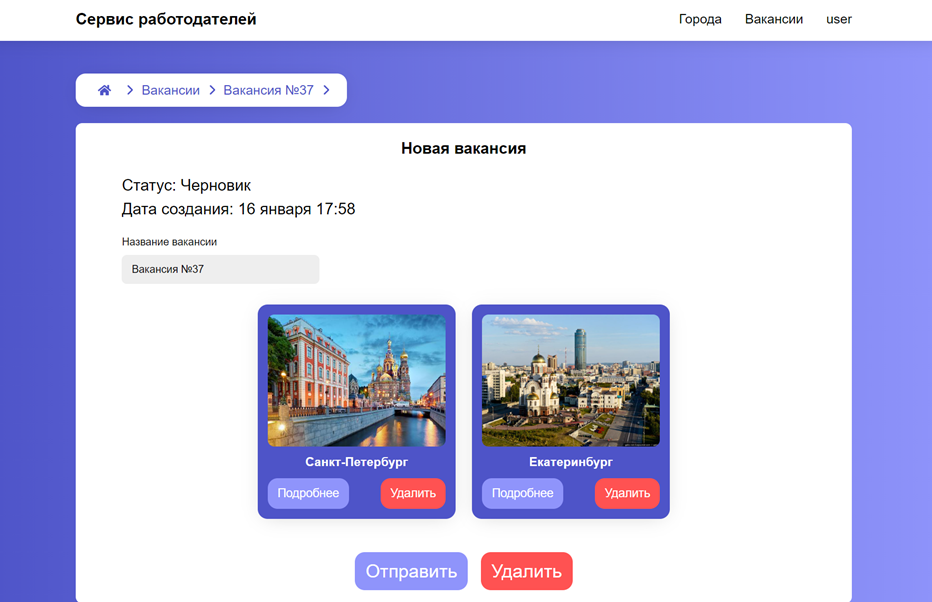 Сервис работодателей
Города Вакансии user
Вакансии Вакансия №37
Новая вакансия
Статус: Черновик
Дата создания: 16 января 17:58
Название вакансии
Вакансия №37
Санкт-Петербург Екатеринбург
Подробнее Удалить Подробнее Удалить
Отправить Удалить